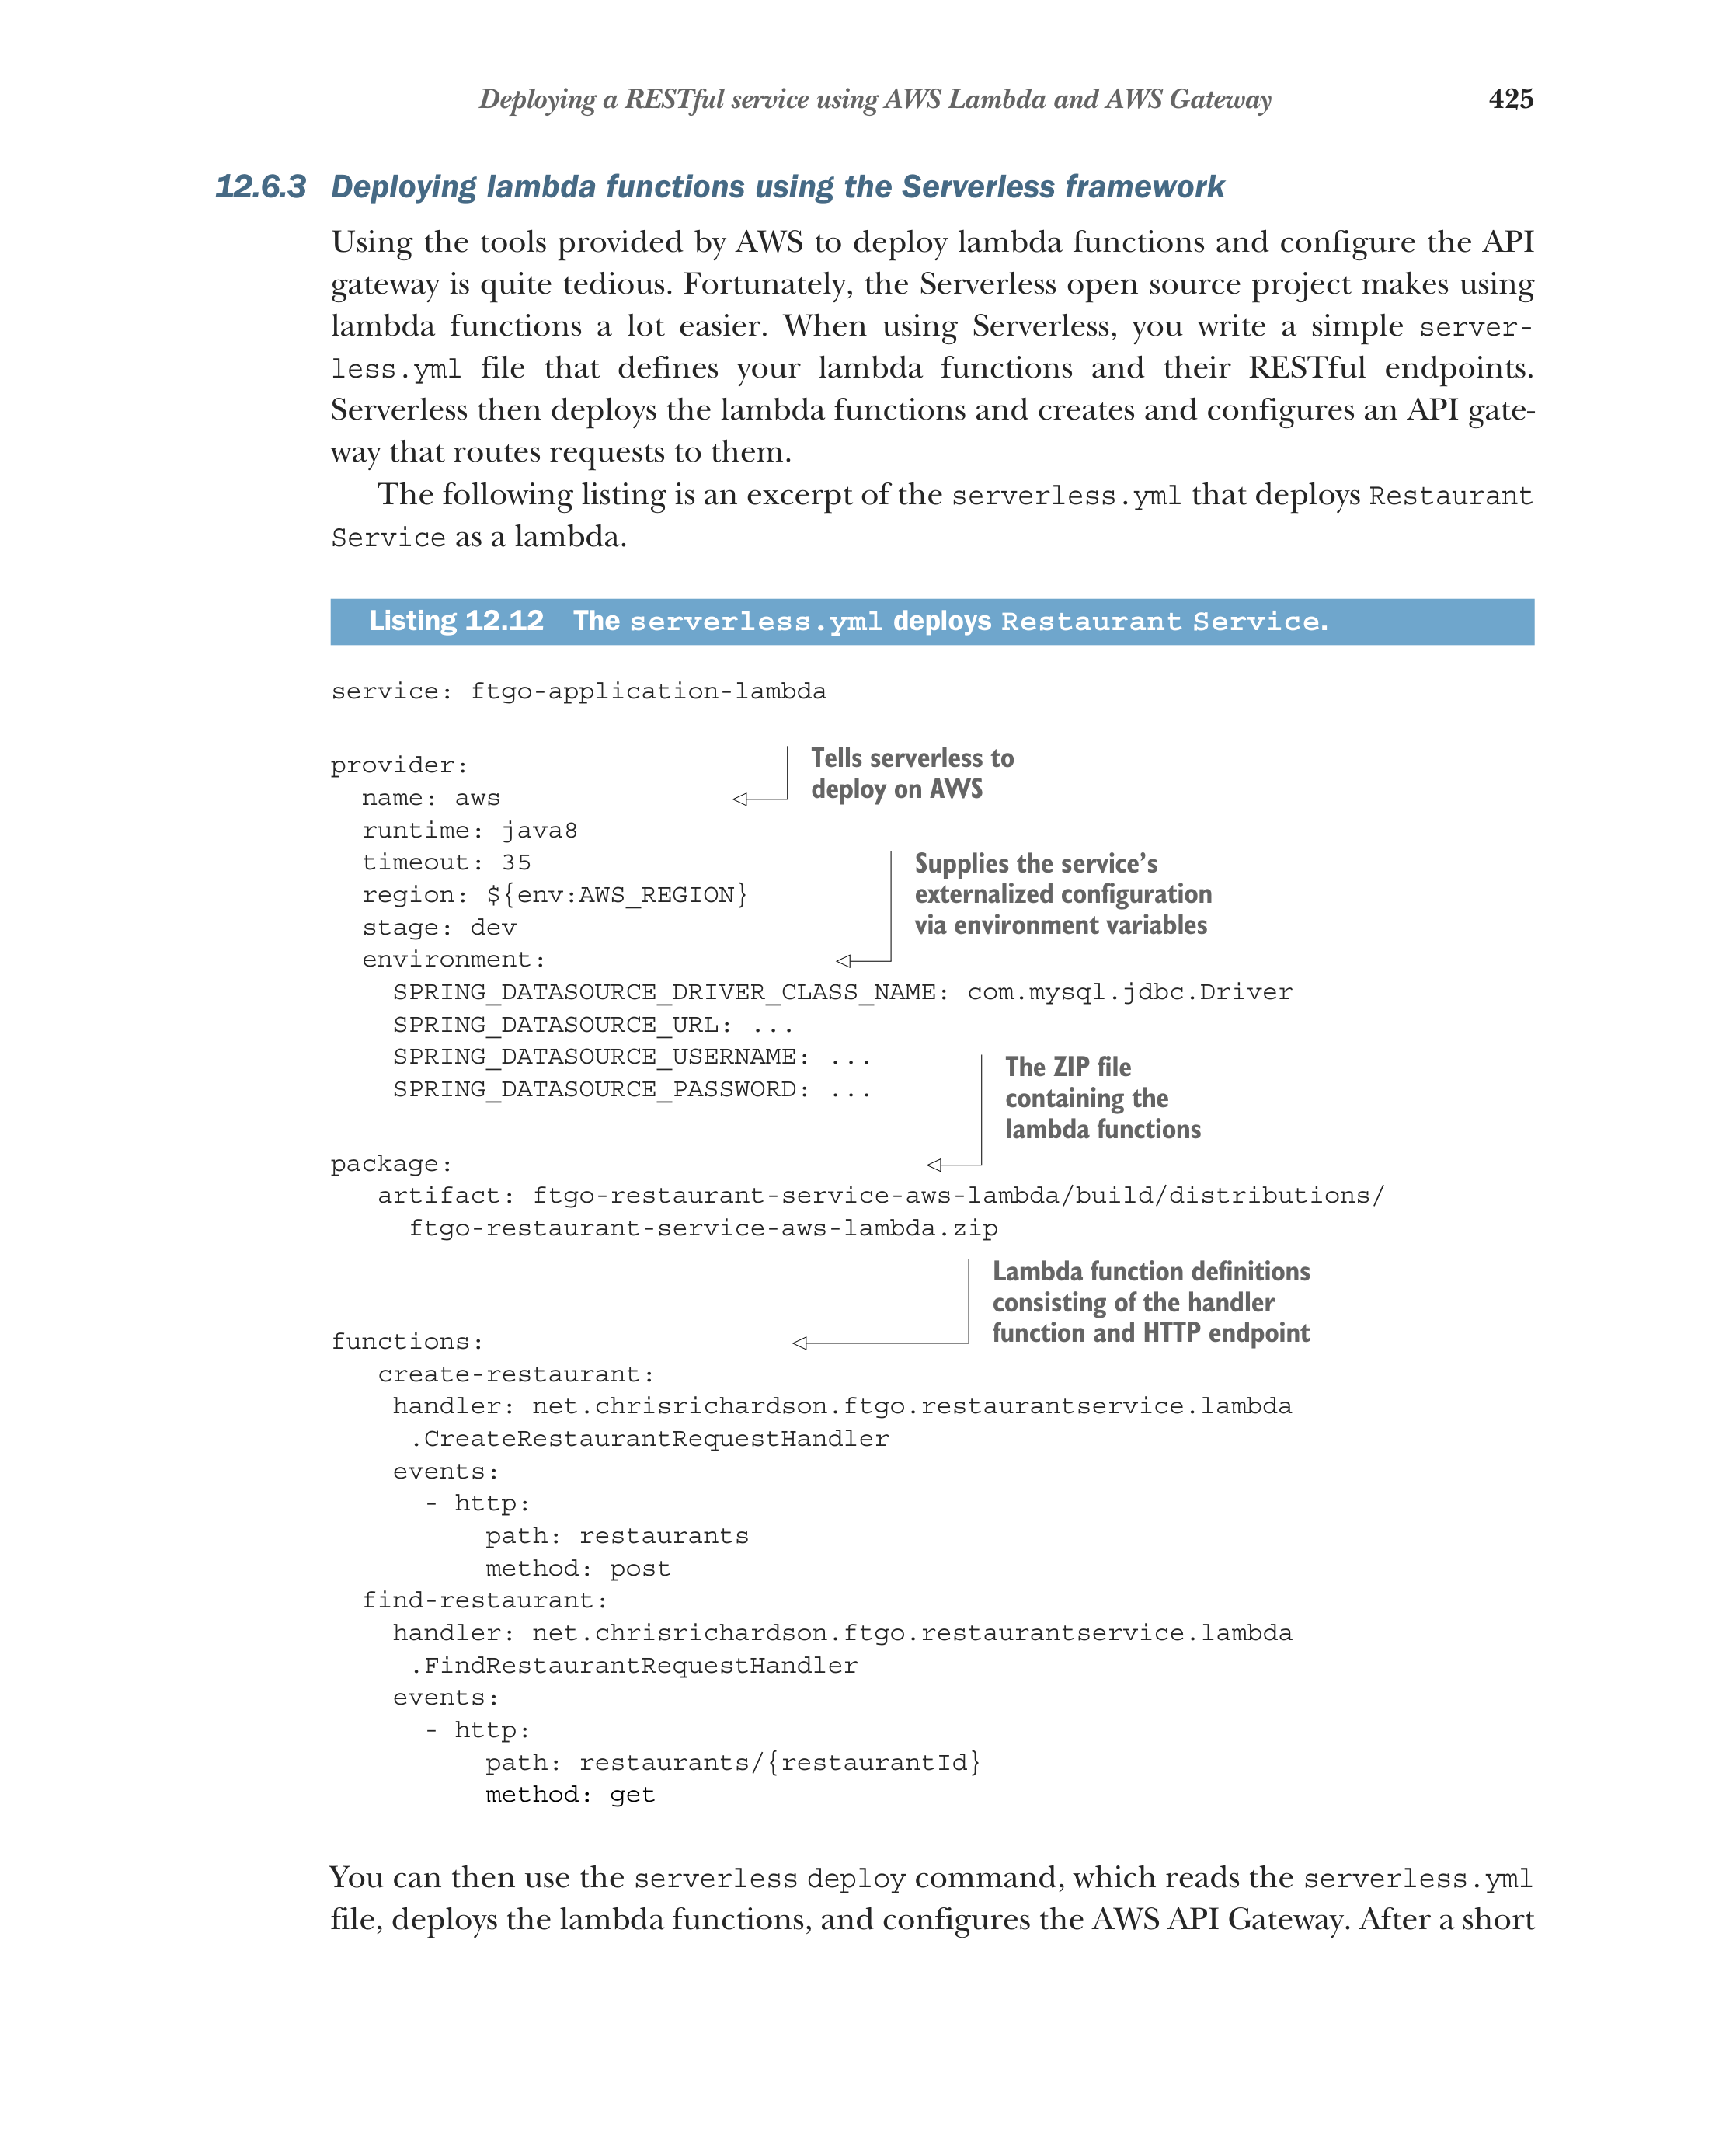 Deploying a RESTful service using AWS Lambda and AWS Gateway 425
12.6.3 Deploying lambda functions using the Serverless framework
Using the tools provided by AWS to deploy lambda functions and configure the API
gateway is quite tedious. Fortunately, the Serverless open source project makes using
lambda functions a lot easier. When using Serverless, you write a simple server-
less.yml file that defines your lambda functions and their RESTful endpoints.
Serverless then deploys the lambda functions and creates and configures an API gate-
way that routes requests to them.
The following listing is an excerpt of the serverless.yml that deploys Restaurant
Service as a lambda.
Listing 12.12 The serverless.yml deploys Restaurant Service.
service: ftgo-application-lambda
provider:
name: aws
Tells serverless to
deploy on AWS
runtime: java8
timeout: 35
region: ${env:AWS_REGION}
stage: dev
environment:
Supplies the service's
externalized configuration
via environment variables
SPRING_DATASOURCE_DRIVER_CLASS_NAME: com.mysql.jdbc.Driver
SPRING_DATASOURCE_URL: ...
SPRING_DATASOURCE_USERNAME: ...
SPRING_DATASOURCE_PASSWORD: ...
The ZIP file
containing the
lambda functions
package:
artifact: ftgo-restaurant-service-aws-lambda/build/distributions/
ftgo-restaurant-service-aws-lambda.zip
Lambda function definitions
consisting of the handler
function and HTTP endpoint
functions:
create-restaurant:
handler: net.chrisrichardson.ftgo.restaurantservice.lambda
.CreateRestaurantRequestHandler
events:
- http:
path: restaurants
method: post
find-restaurant:
handler: net.chrisrichardson.ftgo.restaurantservice.lambda
.FindRestaurantRequestHandler
events:
- http:
path: restaurants/{restaurantId}
method: get
You can then use the serverless deploy command, which reads the serverless.yml
file, deploys the lambda functions, and configures the AWS API Gateway. After a short